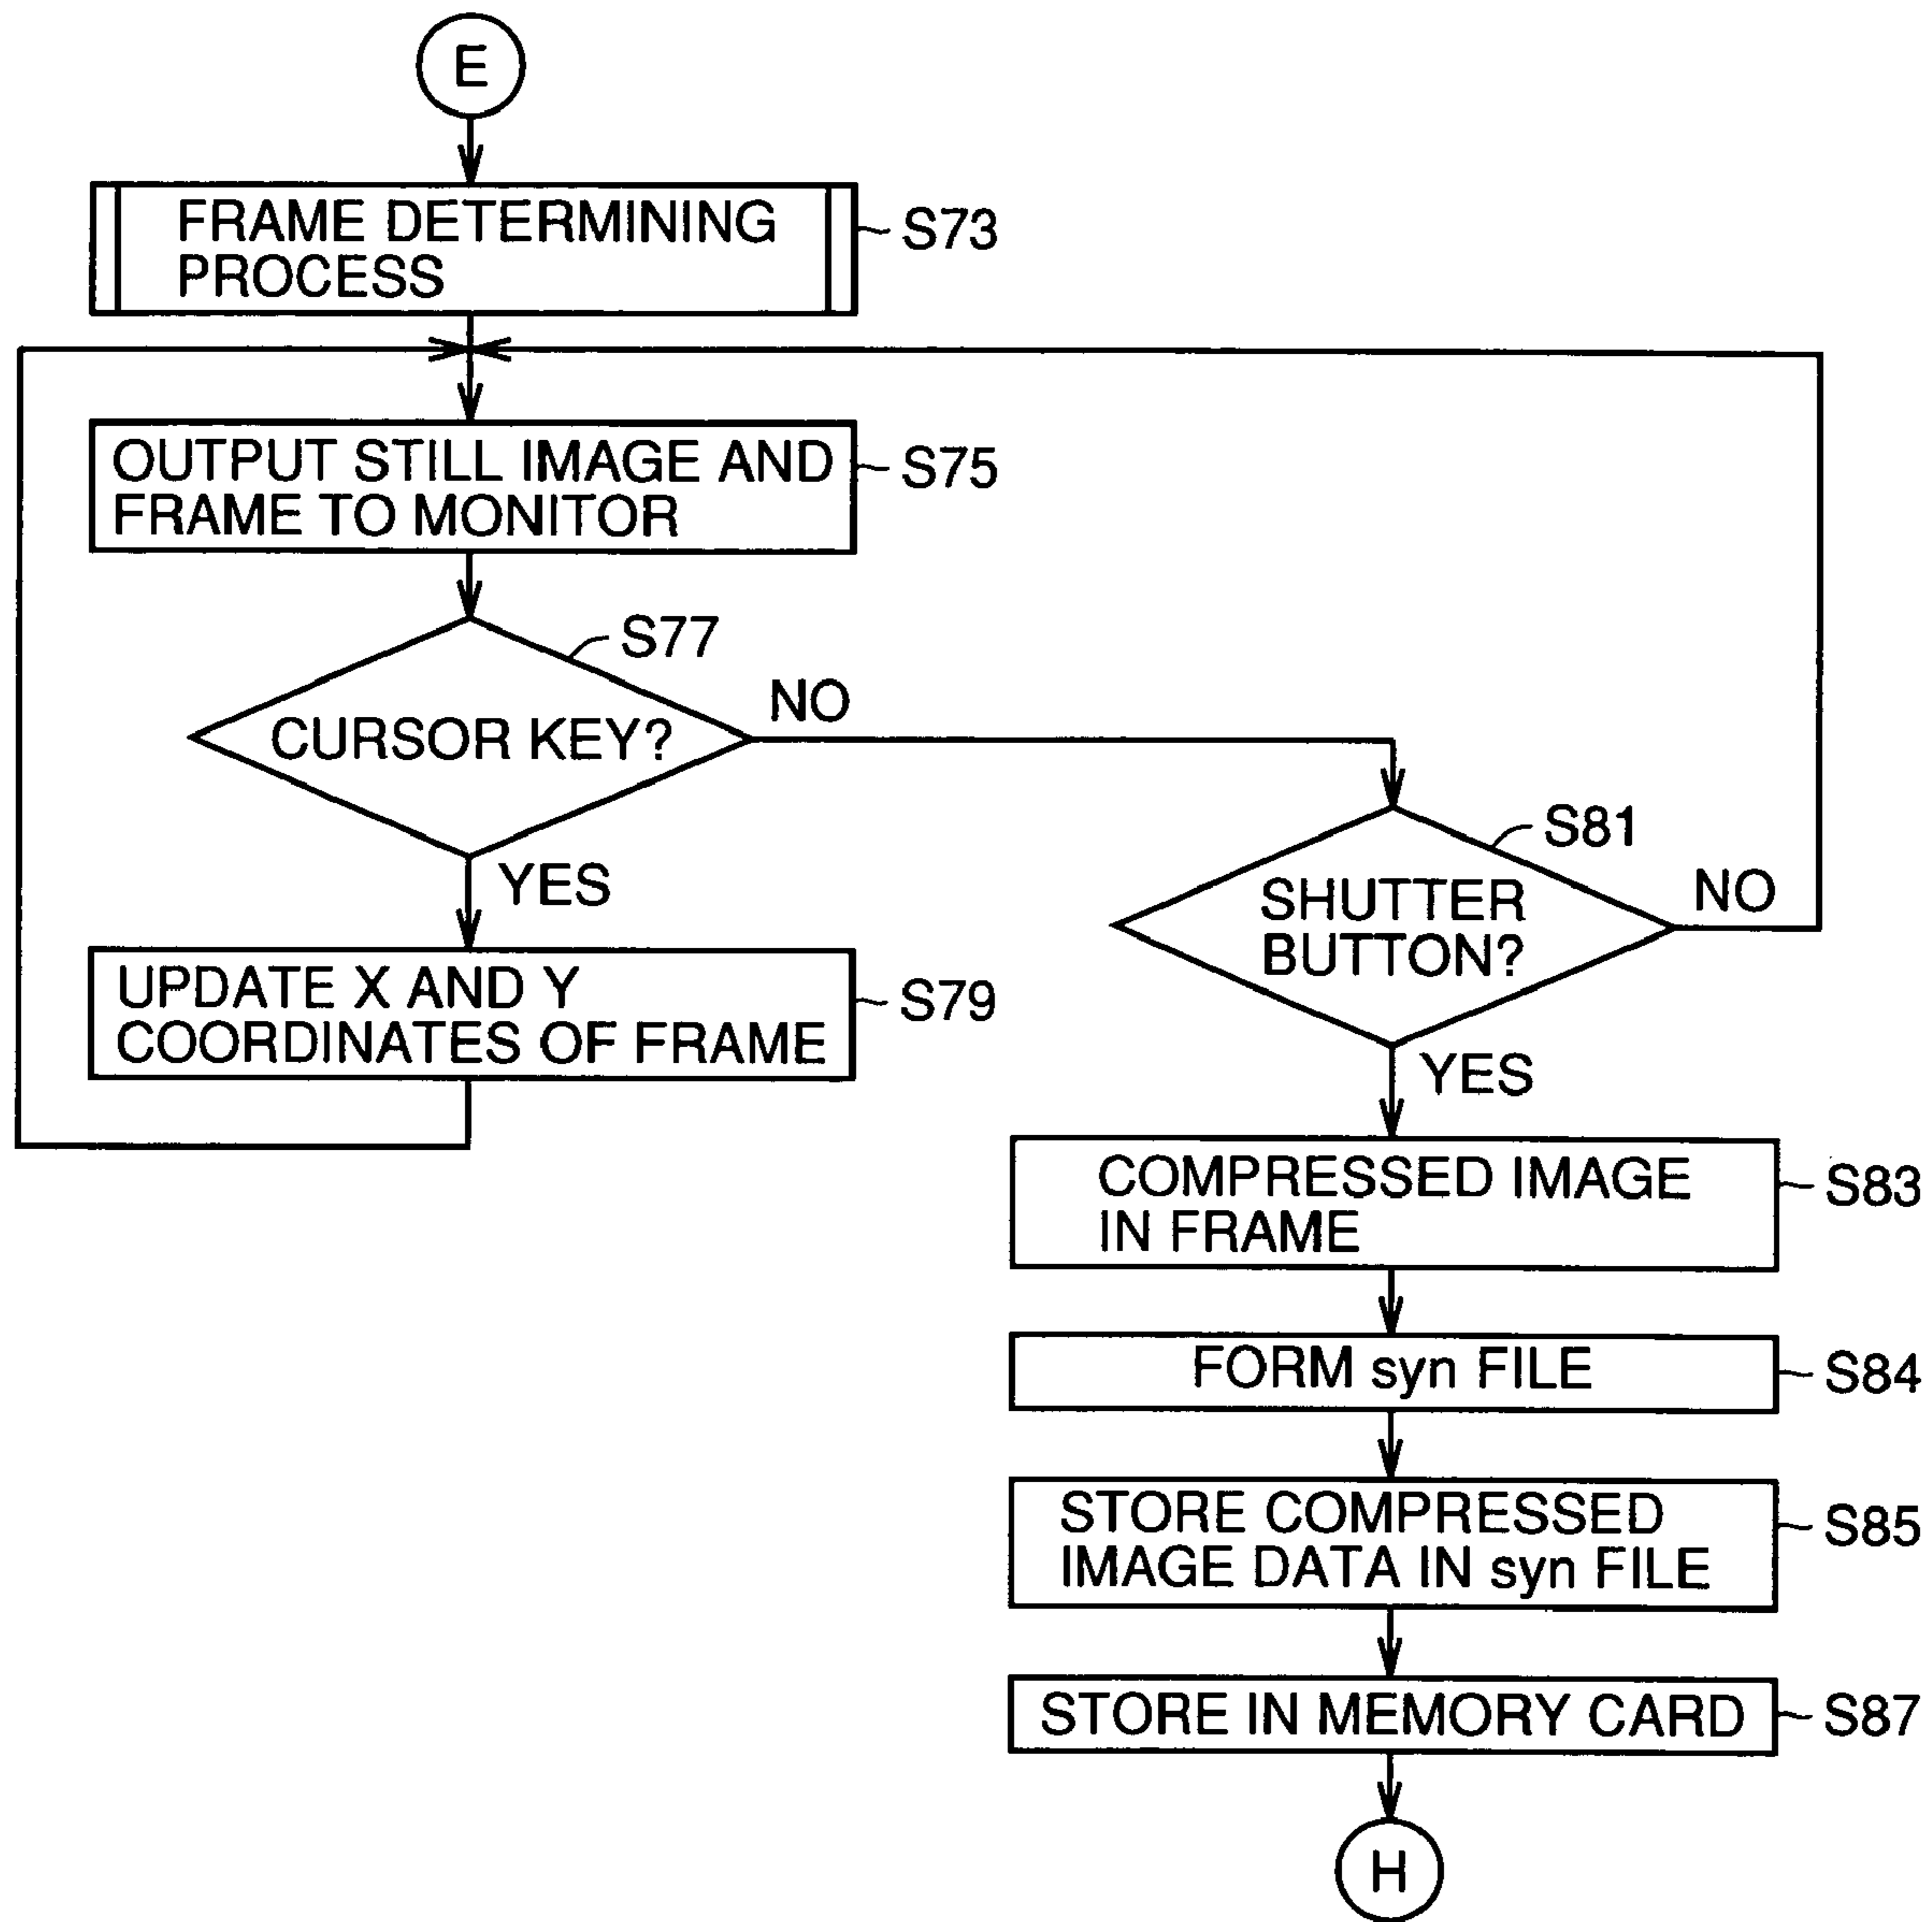 E
FRAME DETERMINING
PROCESS
S73
OUTPUT STILL IMAGE AND
FRAME TO MONITOR
S75
S77
CURSOR KEY?
NO
YES
UPDATE X AND Y
COORDINATES OF FRAME
S79
S81
SHUTTER
BUTTON?
NO
YES
COMPRESSED IMAGE
IN FRAME
S83
FORM syn FILE
S84
STORE COMPRESSED
IMAGE DATA IN syn FILE
S85
STORE IN MEMORY CARD
S87
H